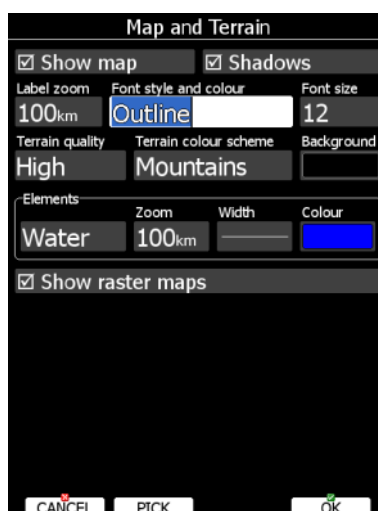 Map and Terrain
Show map Shadows
Label zoom Font style and colour Font size
100km Outline 12
Terrain quality Terrain colour scheme Background
High Mountains
Elements
Zoom Width Colour
Water 100km
Show raster maps
CANCEL PICK OK